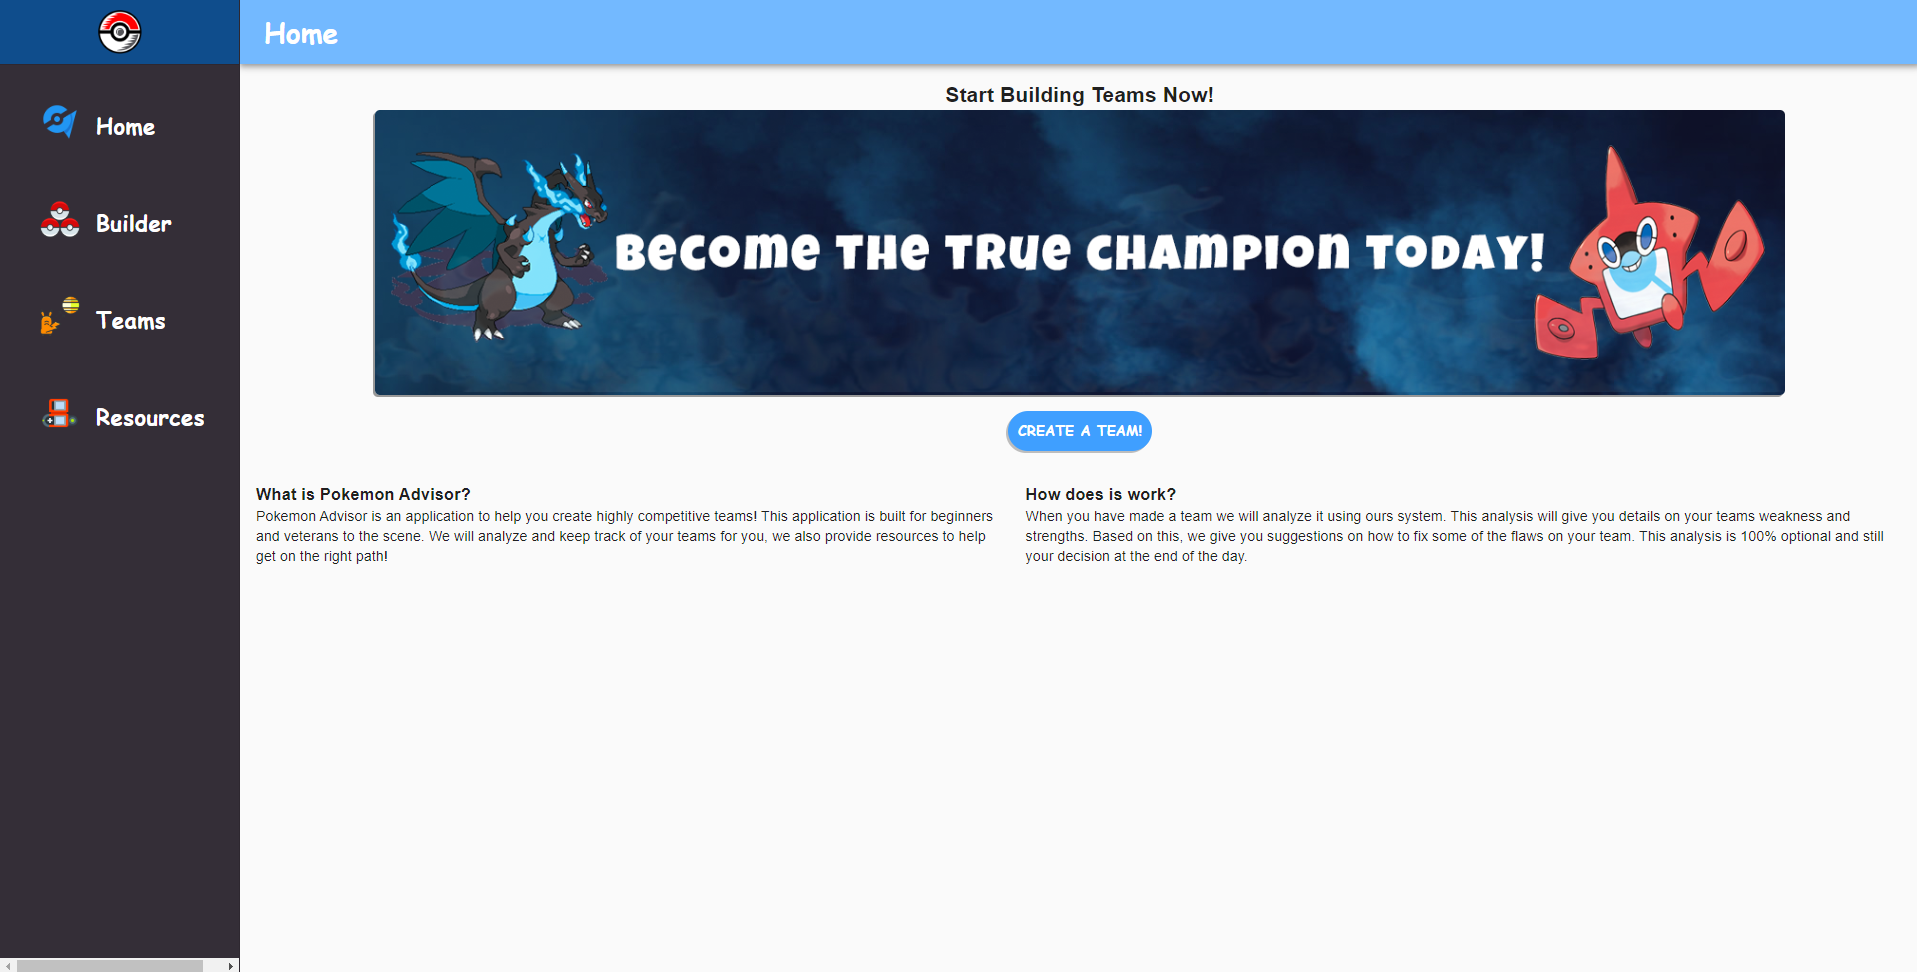 Home
Home
Builder
Teams
Resources
Start Building Teams Now!
BECOME THE TRUE CHAMPION TODAY!
CREATE A TEAM!
What is Pokemon Advisor?
Pokemon Advisor is an application to help you create highly competitive teams! This application is built for beginners
and veterans to the scene. We will analyze and keep track of your teams for you, we also provide resources to help
get on the right path!
How does is work?
When you have made a team we will analyze it using ours system. This analysis will give you details on your teams weakness and
strengths. Based on this, we give you suggestions on how to fix some of the flaws on your team. This analysis is 100% optional and still
your decision at the end of the day.